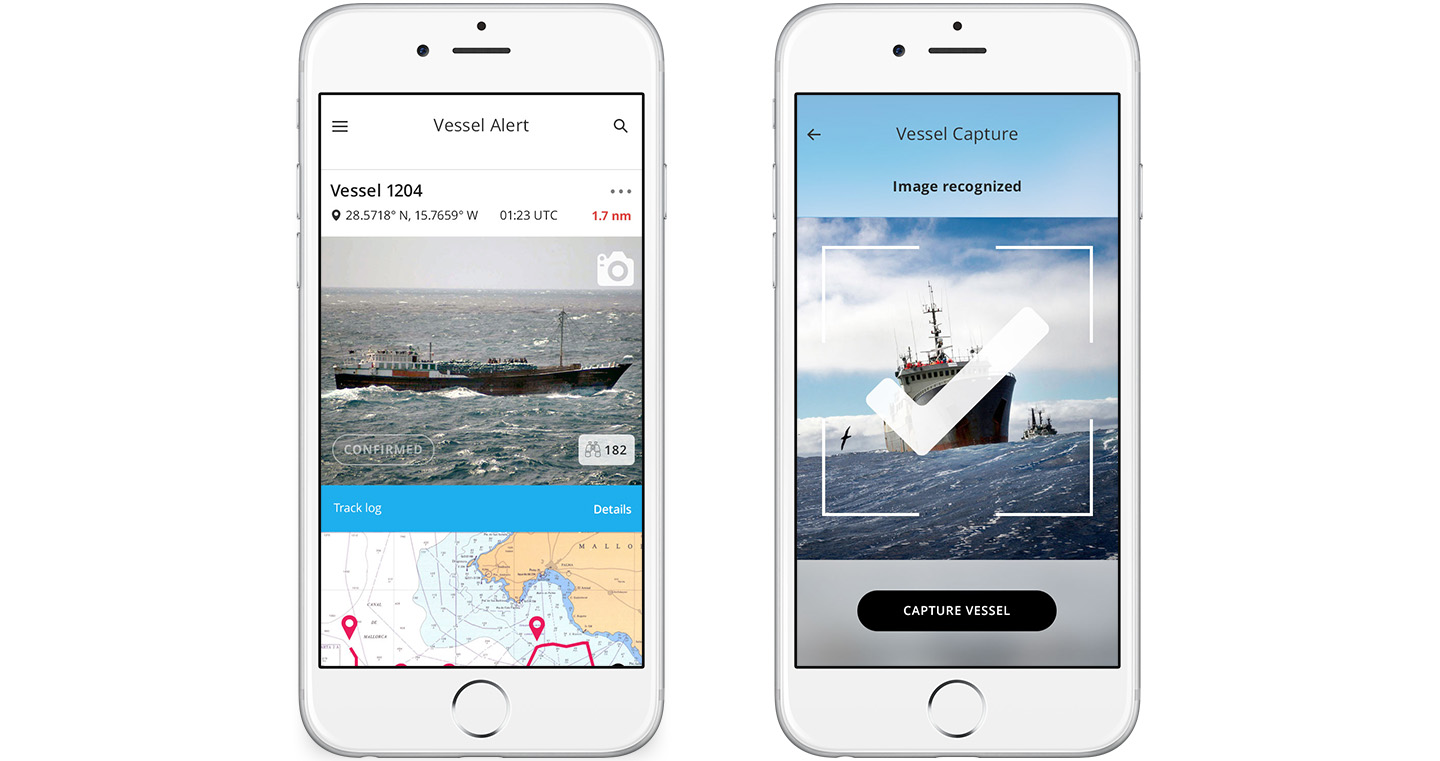 Vessel Alert
Vessel 1204
28.5718° N, 15.7659° W 01:23 UTC 1.7 nm
CONFIRMED
182
Track log Details
MALLO
PALMA
CANAL
DE
MALLORCA
Vessel Capture
Image recognized
CAPTURE VESSEL